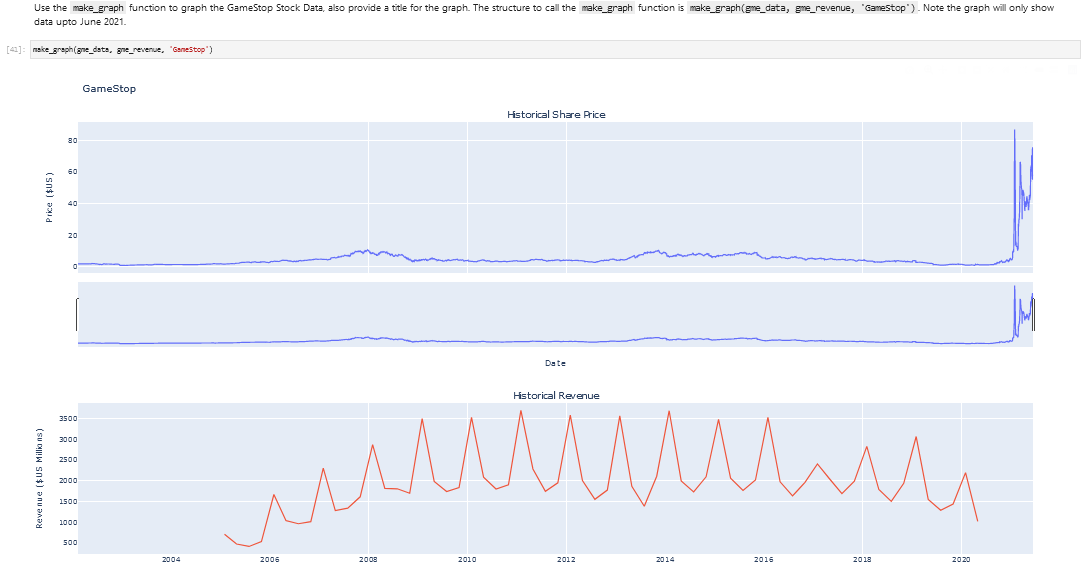 Use the make_graph function to graph the GameStop Stock Data, also provide a title for the graph. The structure to call the make_graph function is make_graph(gme_data, gme_revenue, 'GameStop'). Note the graph will only show
data upto June 2021.
[41]: make_graph(gme_data, gme_revenue, 'GameStop')
GameStop
Historical Share Price
80
60
40
20
0
Price ($US)
Date
Historical Revenue
3500
3000
2500
2000
1500
1000
500
Revenue ($US Millions)
2004 2006 2008 2010 2012 2014 2016 2018 2020